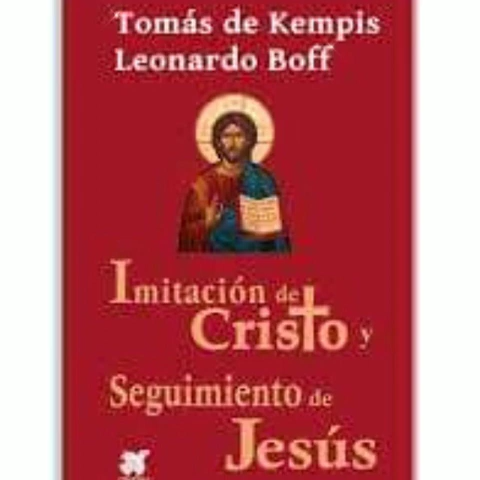 Tomás de Kempis
Leonardo Boff
Imitación de
Cristo y
Seguimiento de
Jesús